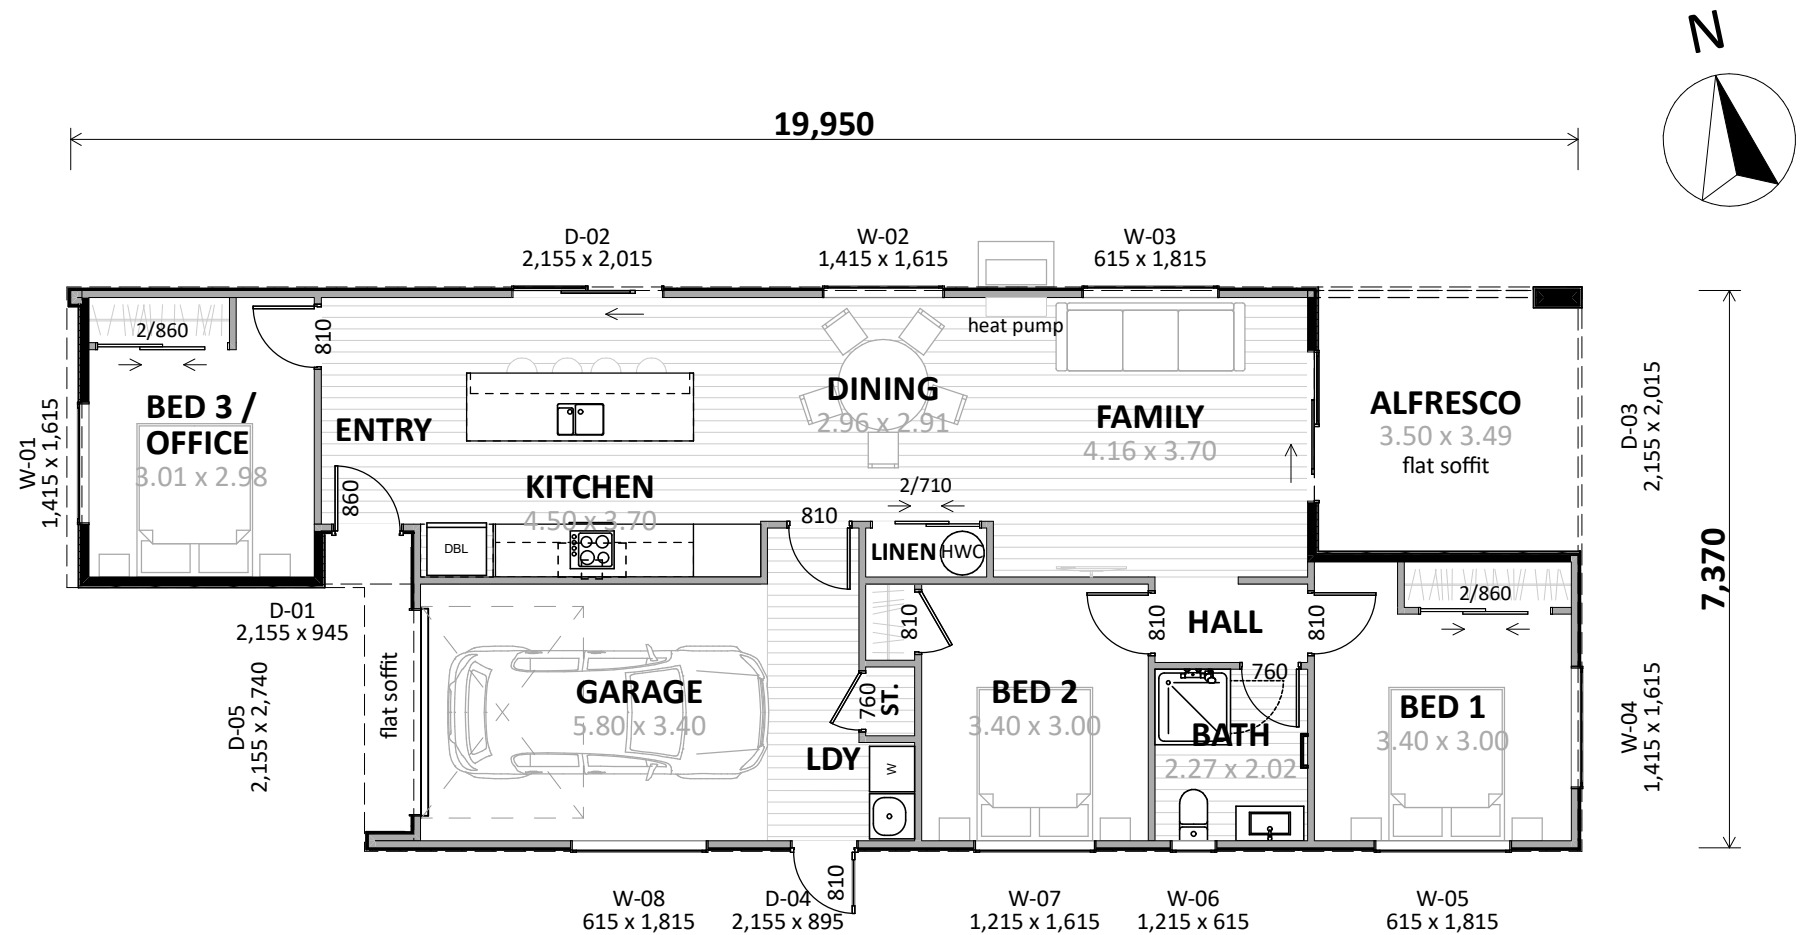 N
19,950
D-02
2,155 x 2,015
W-02
1,415 x 1,615
W-03
615 x 1,815
2/860
810
heat pump
W-01
1,415 x 1,615
BED 3 /
OFFICE
3.01 x 2.98
ENTRY
860
KITCHEN
4.50 x 3.70
DINING
2.96 x 2.91
FAMILY
4.16 x 3.70
ALFRESCO
3.50 x 3.49
flat soffit
D-03
2,155 x 2,015
7,370
2/710
810
DBL
LINEN
HWC
D-01
2,155 x 945
D-05
2,155 x 2,740
flat soffit
GARAGE
5.80 x 3.40
810
760
ST.
LDY
W
BED 2
3.40 x 3.00
810
HALL
810
760
BATH
2.27 x 2.02
2/860
BED 1
3.40 x 3.00
W-04
1,415 x 1,615
W-08
615 x 1,815
D-04
2,155 x 895
810
W-07
1,215 x 1,615
W-06
1,215 x 615
W-05
615 x 1,815